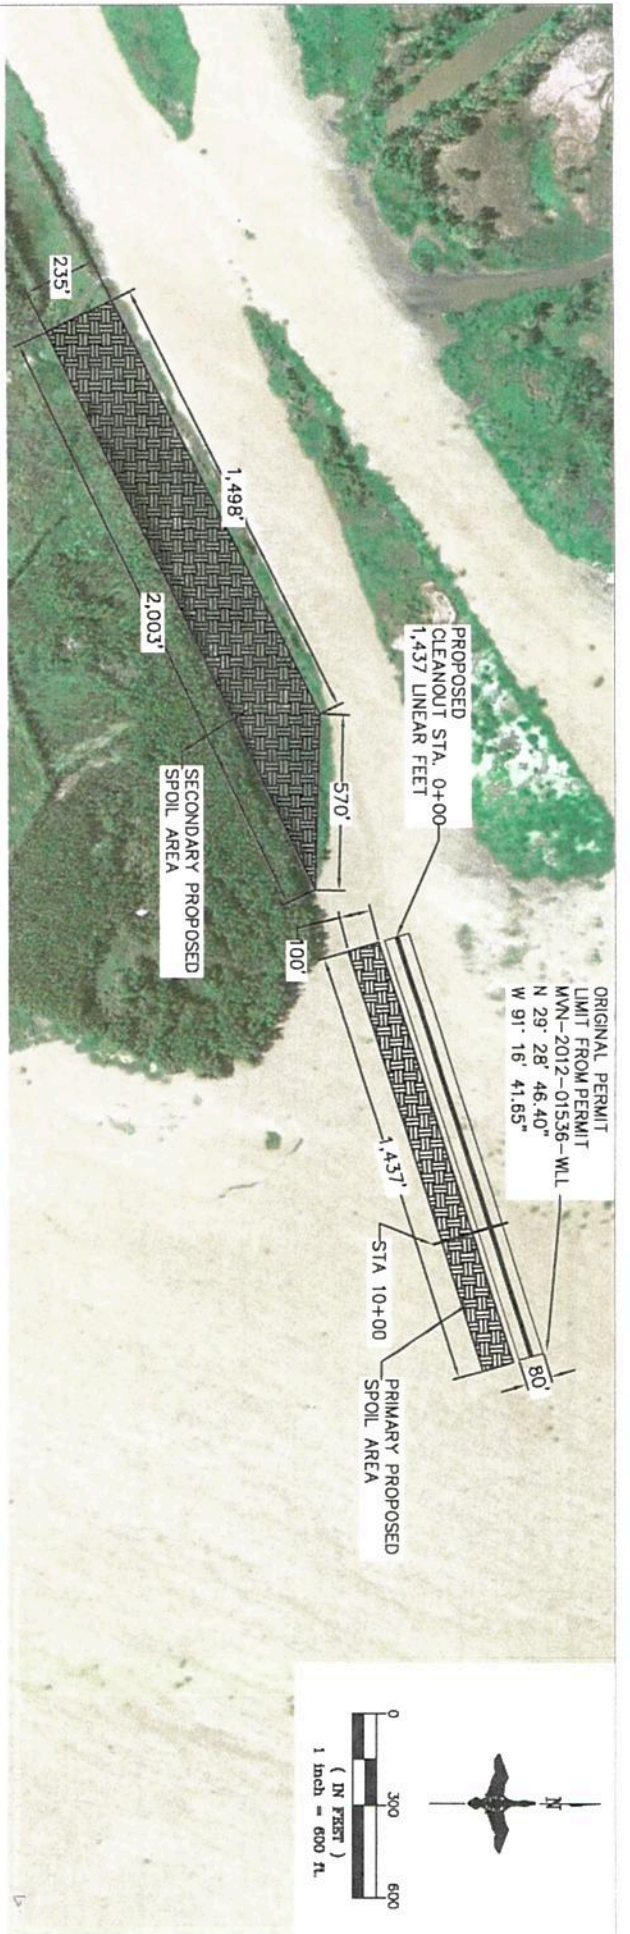 235'
1,498'
2,003'
PROPOSED
CLEANOUT STA. 0+00
1,437 LINEAR FEET
570'
SECONDARY PROPOSED
SPOIL AREA
100'
ORIGINAL PERMIT
LIMIT FROM PERMIT
MVN-2012-01536-WLL
N 29° 28' 46.40"
W 91° 16' 41.65"
1,437'
STA 10+00
80'
PRIMARY PROPOSED
SPOIL AREA
N
0 300 600
( IN FEET )
1 inch = 600 ft.